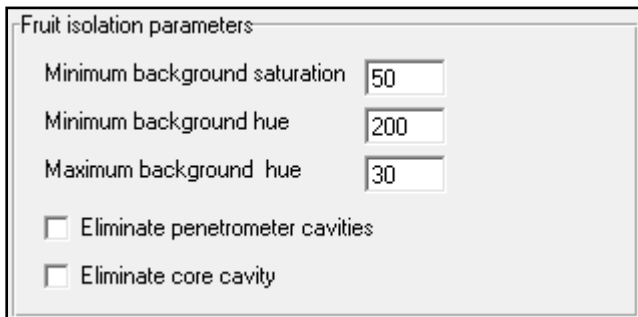 Fruit isolation parameters
Minimum background saturation 50
Minimum background hue 200
Maximum background hue 30
Eliminate penetrometer cavities
Eliminate core cavity